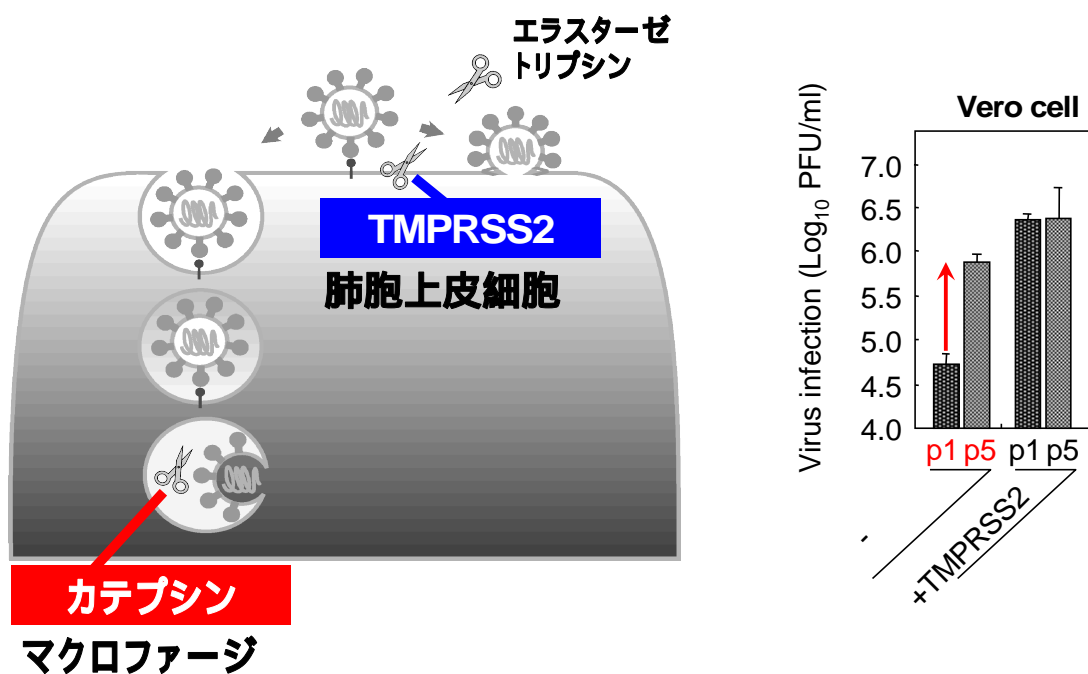 エラスターゼ
トリプシン
TMPRSS2
肺胞上皮細胞
カテプシン
マクロファージ
Vero cell
Virus infection (Log10 PFU/ml)
7.0
6.5
6.0
5.5
5.0
4.5
4.0
p1 p5 p1 p5
-
+TMPRSS2